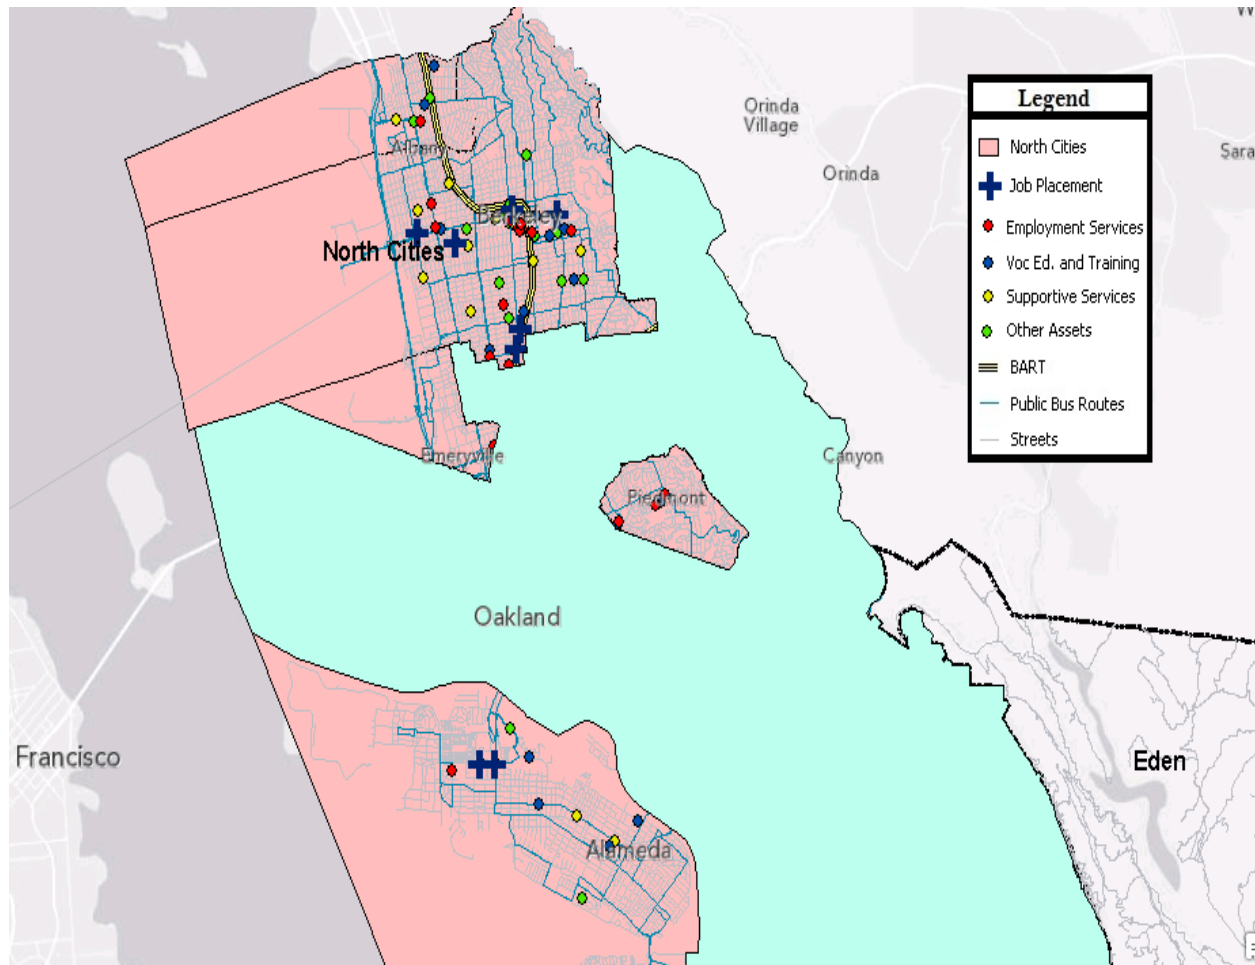 W
Legend
North Cities
Job Placement
Employment Services
Voc Ed. and Training
Supportive Services
Other Assets
BART
Public Bus Routes
Streets
Orinda
Village
Orinda
Sara
Albany
Berkeley
North Cities
Emeryville
Canyon
Piedmont
Oakland
Francisco
Eden
Alameda